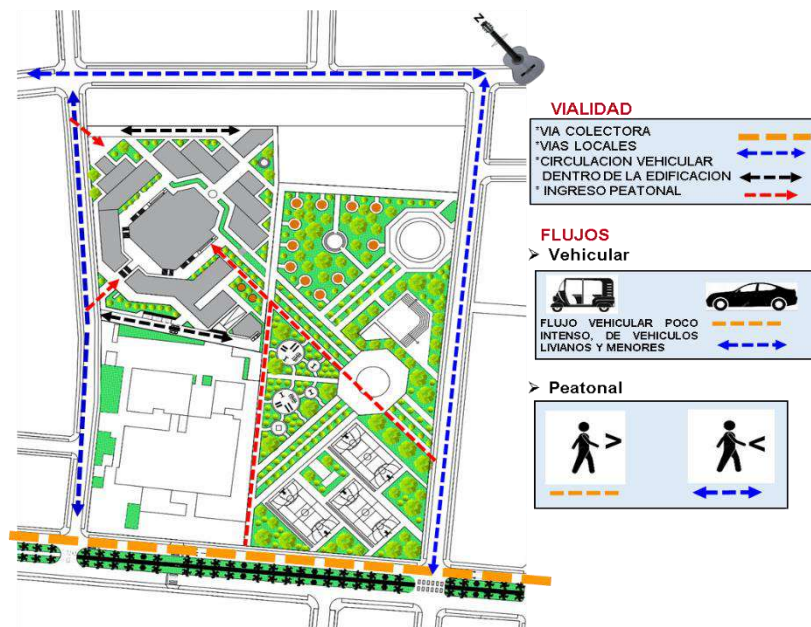 N
VIALIDAD
*VIA COLECTORA
*VIAS LOCALES
*CIRCULACION VEHICULAR
DENTRO DE LA EDIFICACION
* INGRESO PEATONAL
FLUJOS
➢ Vehicular
FLUJO VEHICULAR POCO
INTENSO, DE VEHICULOS
LIVIANOS Y MENORES
➢ Peatonal
>
<